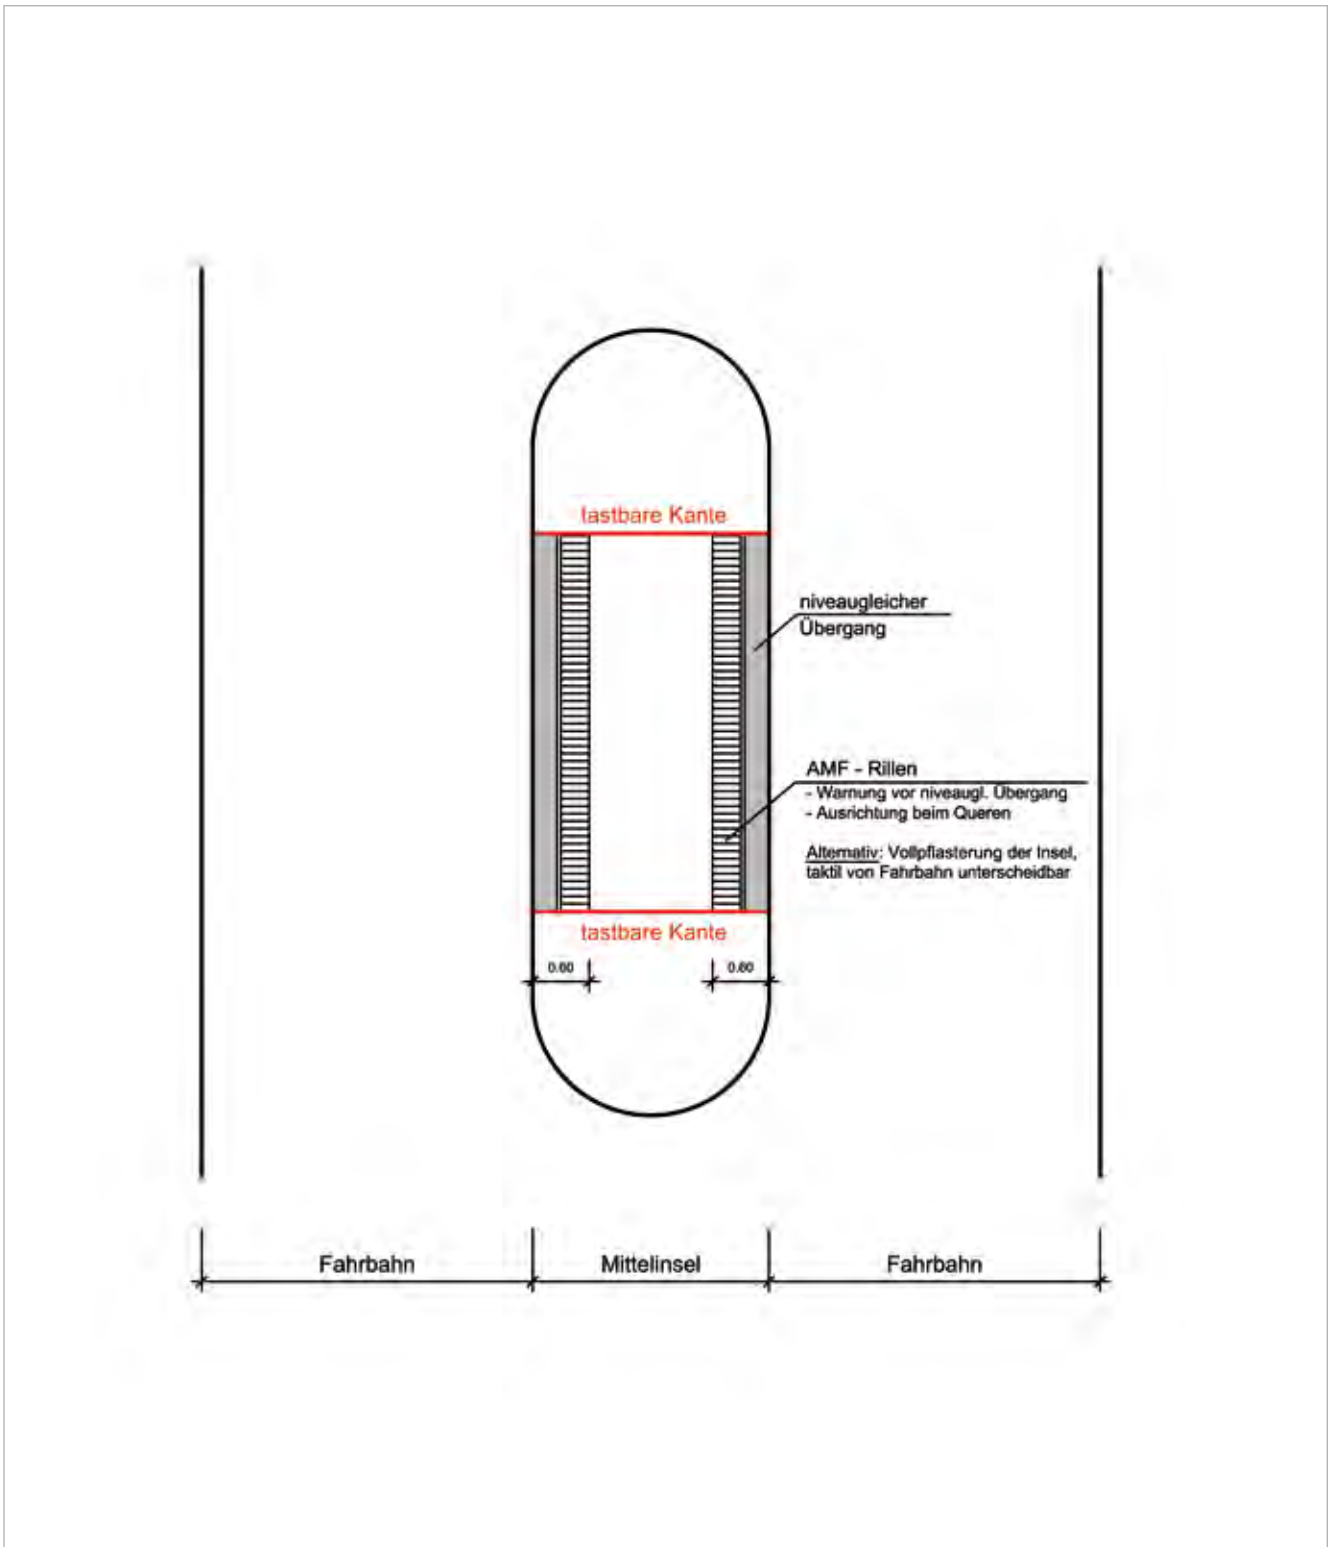 tastbare Kante
niveaugleicher
Übergang
AMF - Rillen
- Warnung vor niveaugl. Übergang
- Ausrichtung beim Queren
Alternativ: Vollpflasterung der Insel,
taktil von Fahrbahn unterscheidbar
tastbare Kante
0.60 0.60
Fahrbahn Mittelinsel Fahrbahn